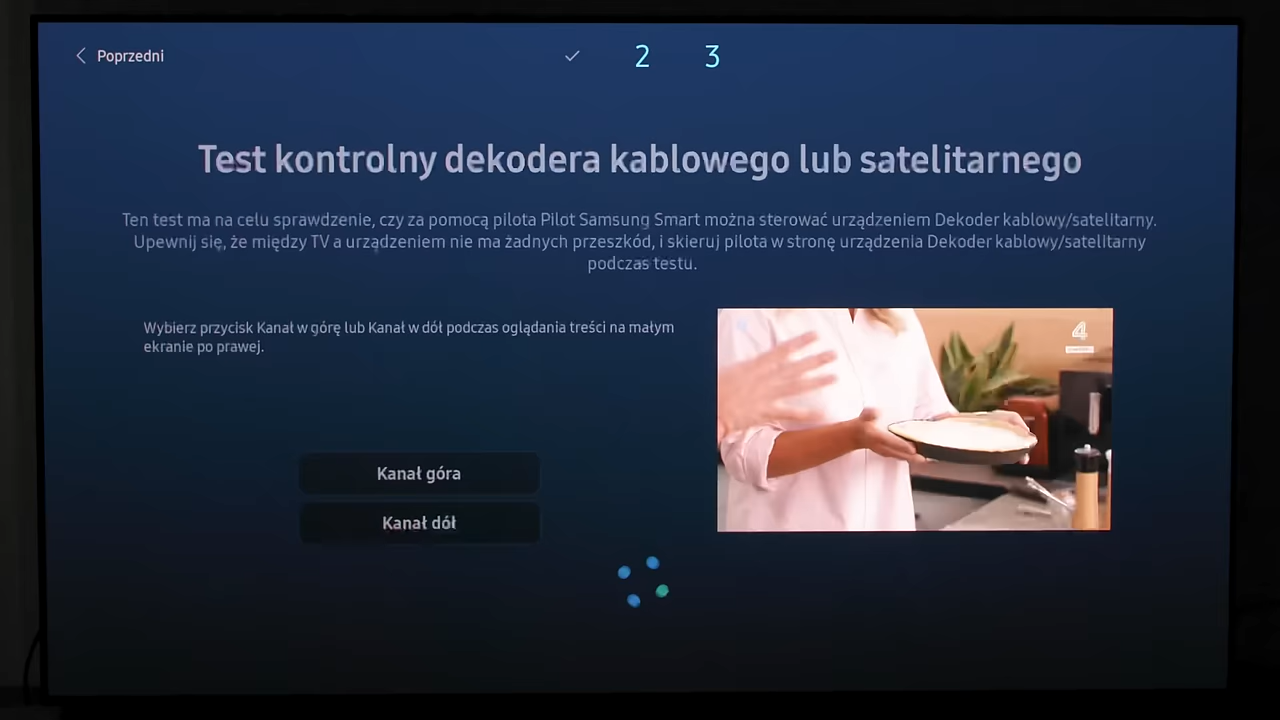 Poprzedni
2 3
Test kontrolny dekodera kablowego lub satelitarnego
Ten test ma na celu sprawdzenie, czy za pomocą pilota Pilot Samsung Smart można sterować urządzeniem Dekoder kablowy/satelitarny.
Upewnij się, że między TV a urządzeniem nie ma żadnych przeszkód, i skieruj pilota w stronę urządzenia Dekoder kablowy/satelitarny
podczas testu.
Wybierz przycisk Kanał w górę lub Kanał w dół podczas oglądania treści na małym
ekranie po prawej.
4
Kanał góra
Kanał dół